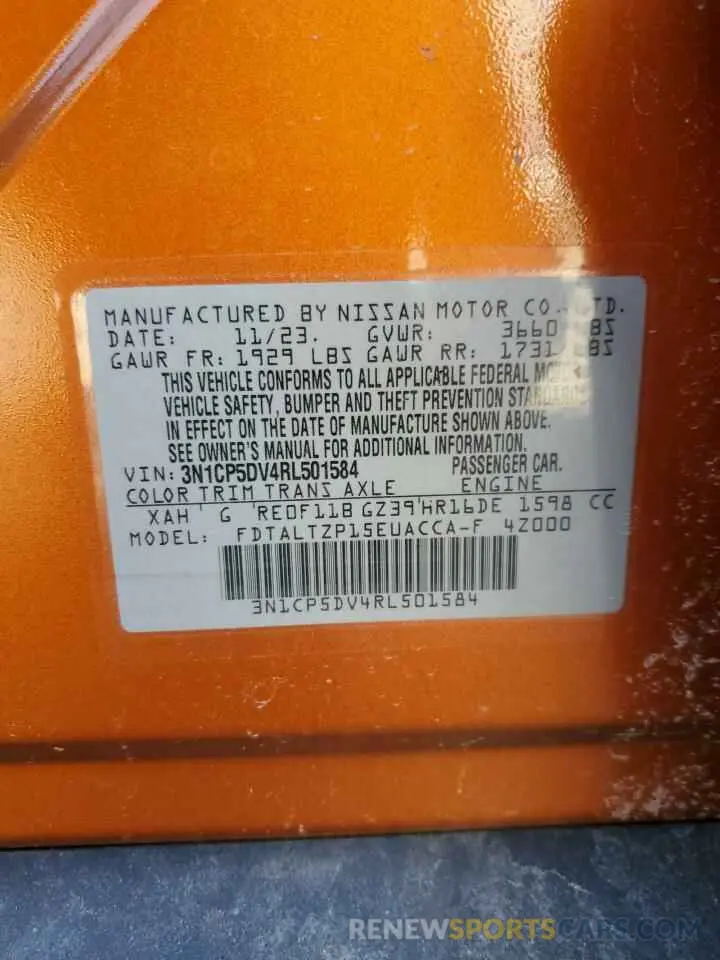 MANUFACTURED BY NISSAN MOTOR CO., LTD.
DATE: 11/23. GVWR: 3660 LBS
GAWR FR: 1929 LBS GAWR RR: 1731 LBS
THIS VEHICLE CONFORMS TO ALL APPLICABLE FEDERAL MOTOR
VEHICLE SAFETY, BUMPER AND THEFT PREVENTION STANDARDS
IN EFFECT ON THE DATE OF MANUFACTURE SHOWN ABOVE.
SEE OWNER'S MANUAL FOR ADDITIONAL INFORMATION.
VIN: 3N1CP5DV4RL501584 PASSENGER CAR.
COLOR TRIM TRANS AXLE ENGINE
XAH G RE0F11B GZ39 HR16DE 1598 CC
MODEL: FDTALTZP15EUACCA-F 4Z000
3N1CP5DV4RL501584
RENEWSPORTSCARS.COM